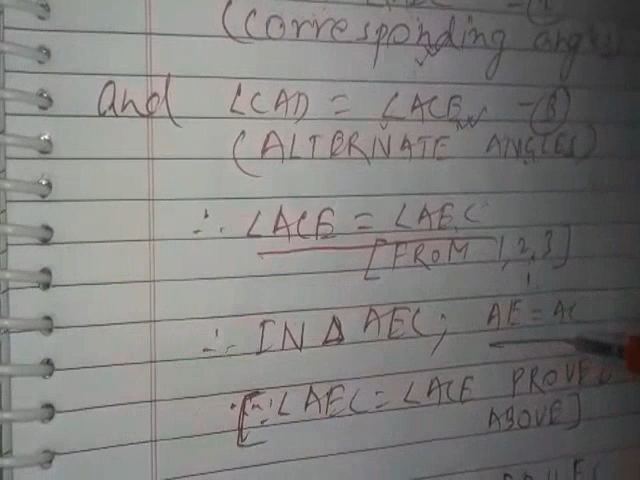 (Corresponding angles)
and ∠CAD = ∠ACE -③
(ALTERNATE ANGLES)
∴ ∠ACE = ∠AEC
[FROM 1,2,3]
∴ IN Δ AEC; AE = AC
[∵ ∠AEC = ∠ACE PROVED
ABOVE]